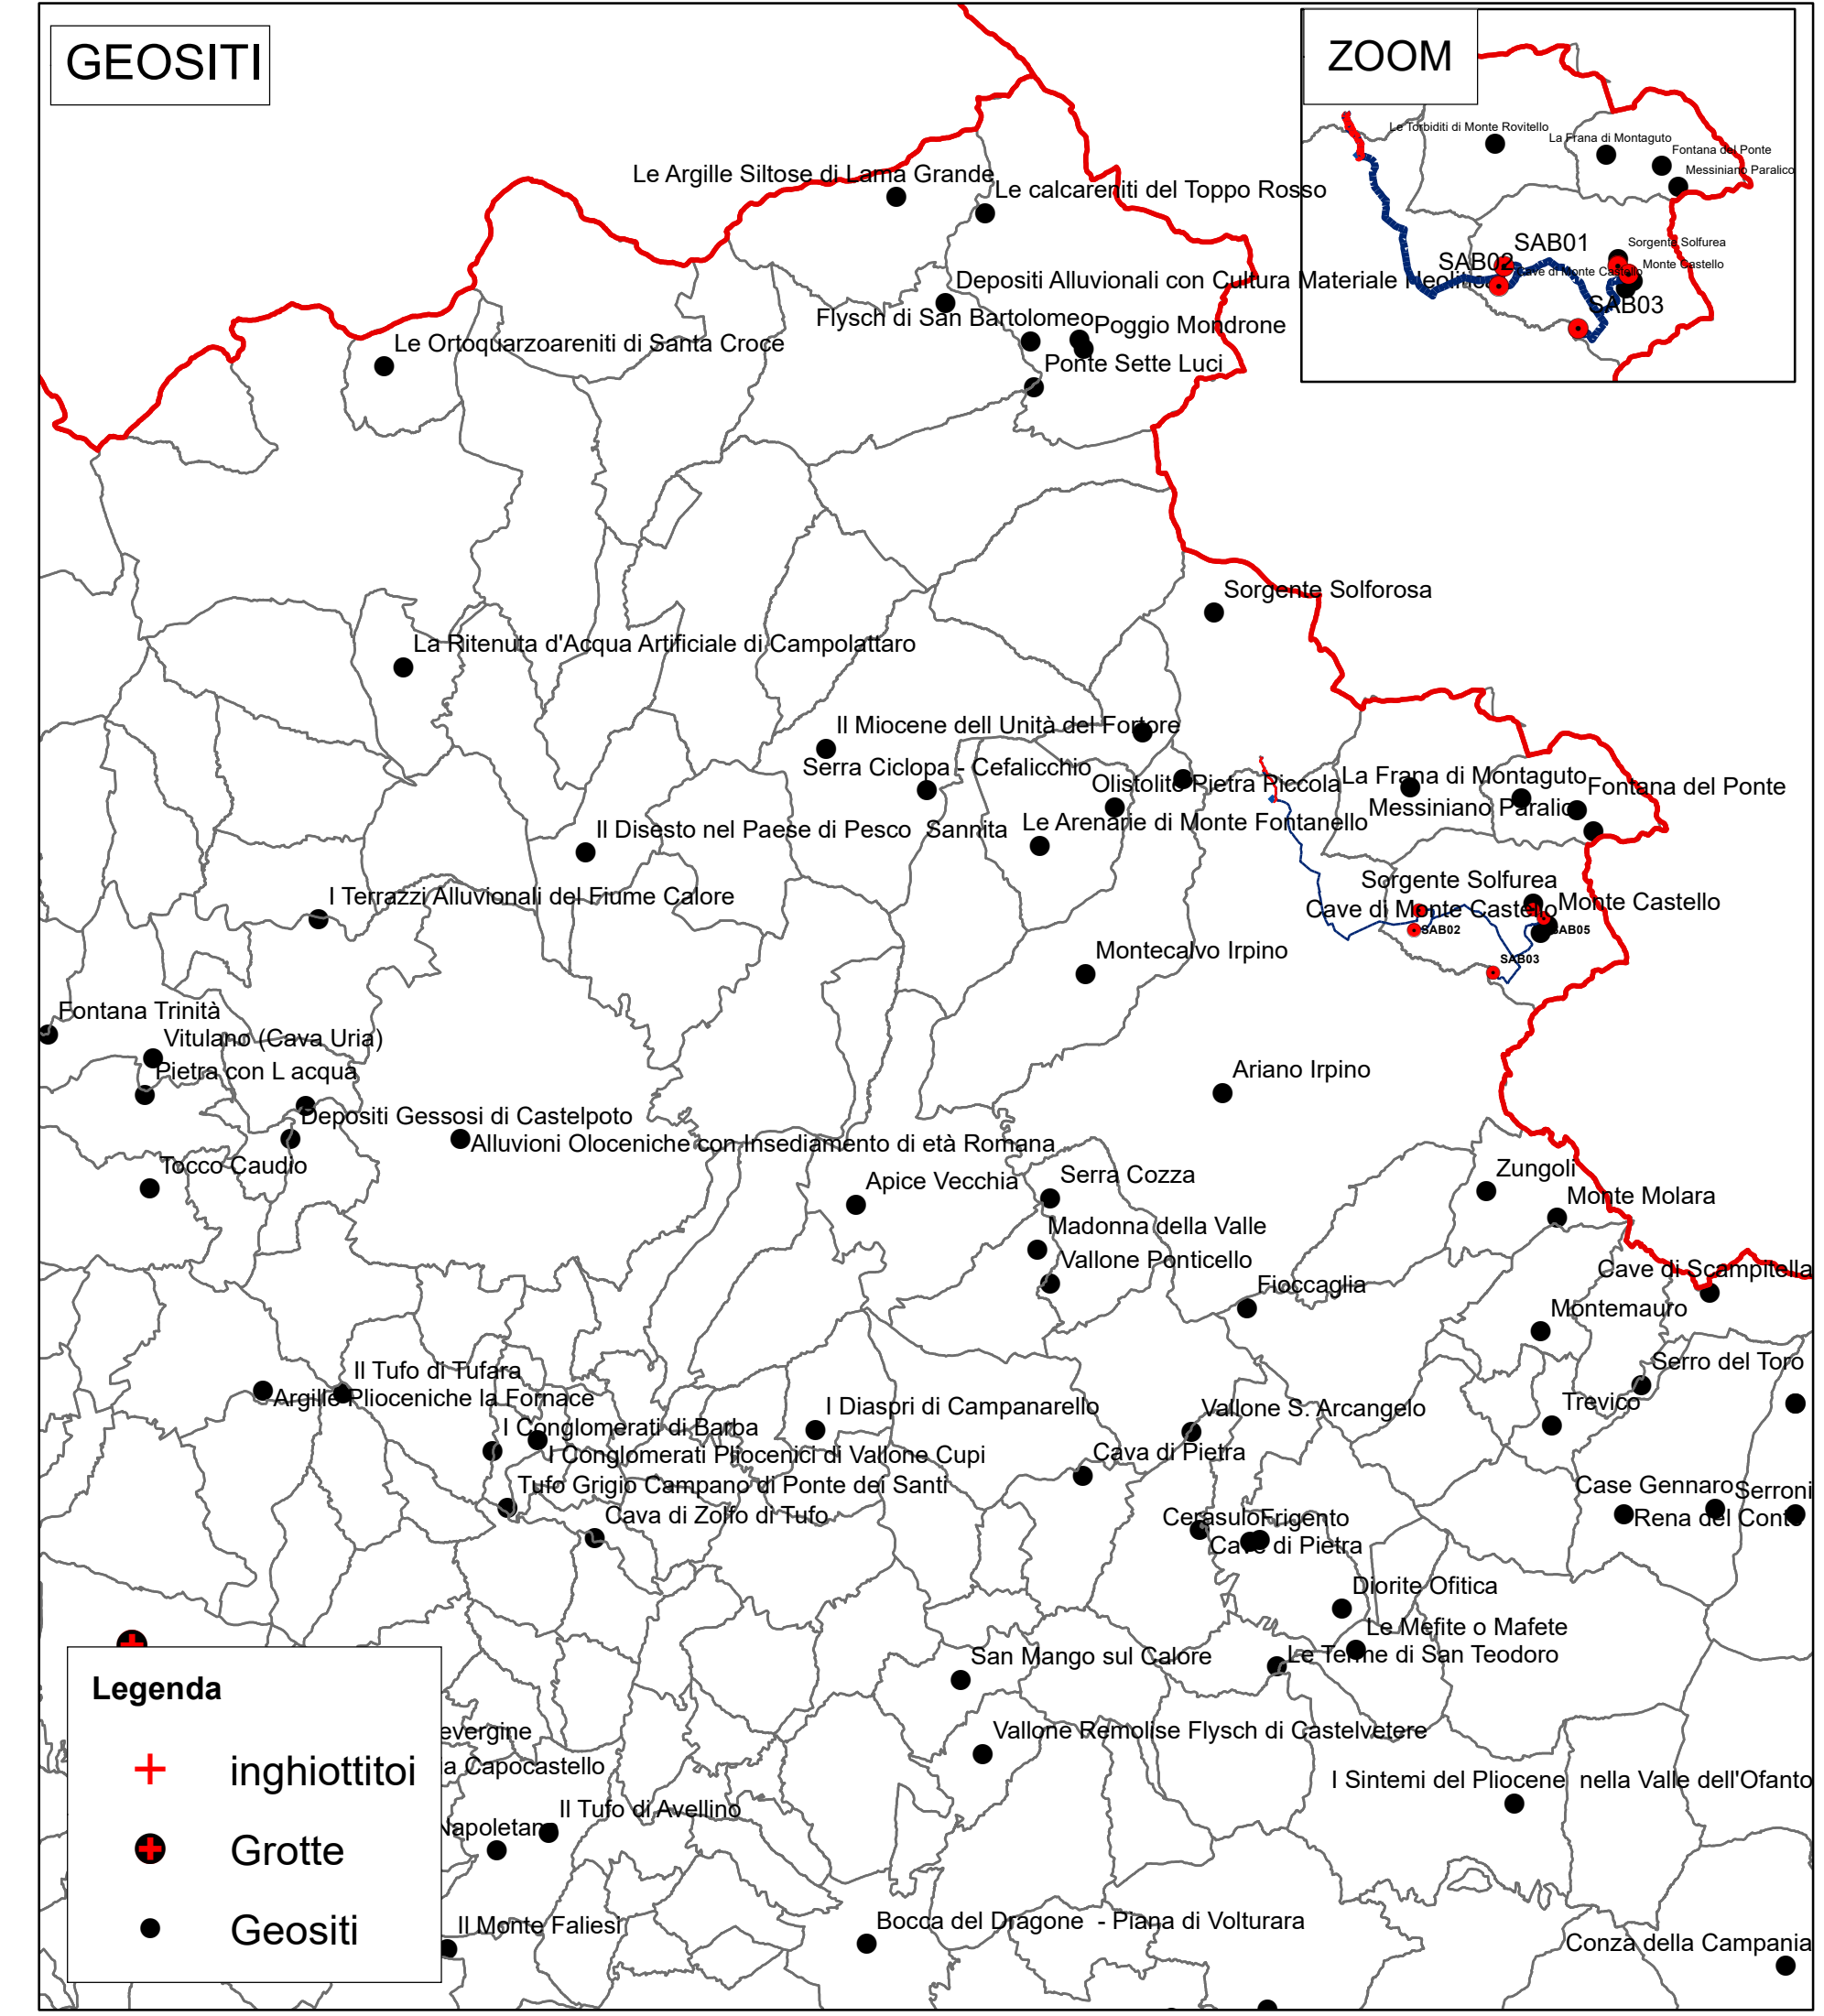 GEOSITI
ZOOM
Le Torbiditi di Monte Rovitello
La Frana di Montaguto
Fontana del Ponte
Messiniano Paralico
SAB01
Sorgente Solfurea
SAB02
Monte Castello
Cave di Monte Castello
SAB03
Le Argille Siltose di Lama Grande
Le calcareniti del Toppo Rosso
Depositi Alluvionali con Cultura Materiale Neolitica
Flysch di San Bartolomeo
Poggio Mondrone
Le Ortoquarzoareniti di Santa Croce
Ponte Sette Luci
Sorgente Solforosa
La Ritenuta d'Acqua Artificiale di Campolattaro
Il Miocene dell Unità del Fortore
Serra Ciclopa - Cefalicchio
Olistolite Pietra Piccola
La Frana di Montaguto
Fontana del Ponte
Messiniano Paralico
Il Disesto nel Paese di Pesco  Sannita
Le Arenarie di Monte Fontanello
I Terrazzi Alluvionali del Fiume Calore
Sorgente Solfurea
Cave di Monte Castello
Monte Castello
SAB02
SAB05
SAB03
Montecalvo Irpino
Fontana Trinità
Vitulano (Cava Uria)
Pietra con L acqua
Ariano Irpino
Depositi Gessosi di Castelpoto
Alluvioni Oloceniche con Insediamento di età Romana
Tocco Caudio
Apice Vecchia
Serra Cozza
Zungoli
Monte Molara
Madonna della Valle
Vallone Ponticello
Fioccaglia
Cave di Scampitella
Montemauro
Il Tufo di Tufara
Argille Plioceniche la Fornace
Serro del Toro
Trevico
I Diaspri di Campanarello
Vallone S. Arcangelo
I Conglomerati di Barba
I Conglomerati Pliocenici di Vallone Cupi
Cava di Pietra
Tufo Grigio Campano di Ponte dei Santi
Cava di Zolfo di Tufo
Case Gennaro
Serroni
Rena del Conte
Cerasulo
Frigento
Cave di Pietra
Diorite Ofitica
Le Mefite o Mafete
Le Terme di San Teodoro
San Mango sul Calore
Vallone Remolise Flysch di Castelvetere
I Sintemi del Pliocene  nella Valle dell'Ofanto
Legenda
evergine
inghiottitoi
a Capocastello
Il Tufo di Avellino
Napoletana
Grotte
Geositi
Il Monte Faliesi
Bocca del Dragone  - Piana di Volturara
Conza della Campania